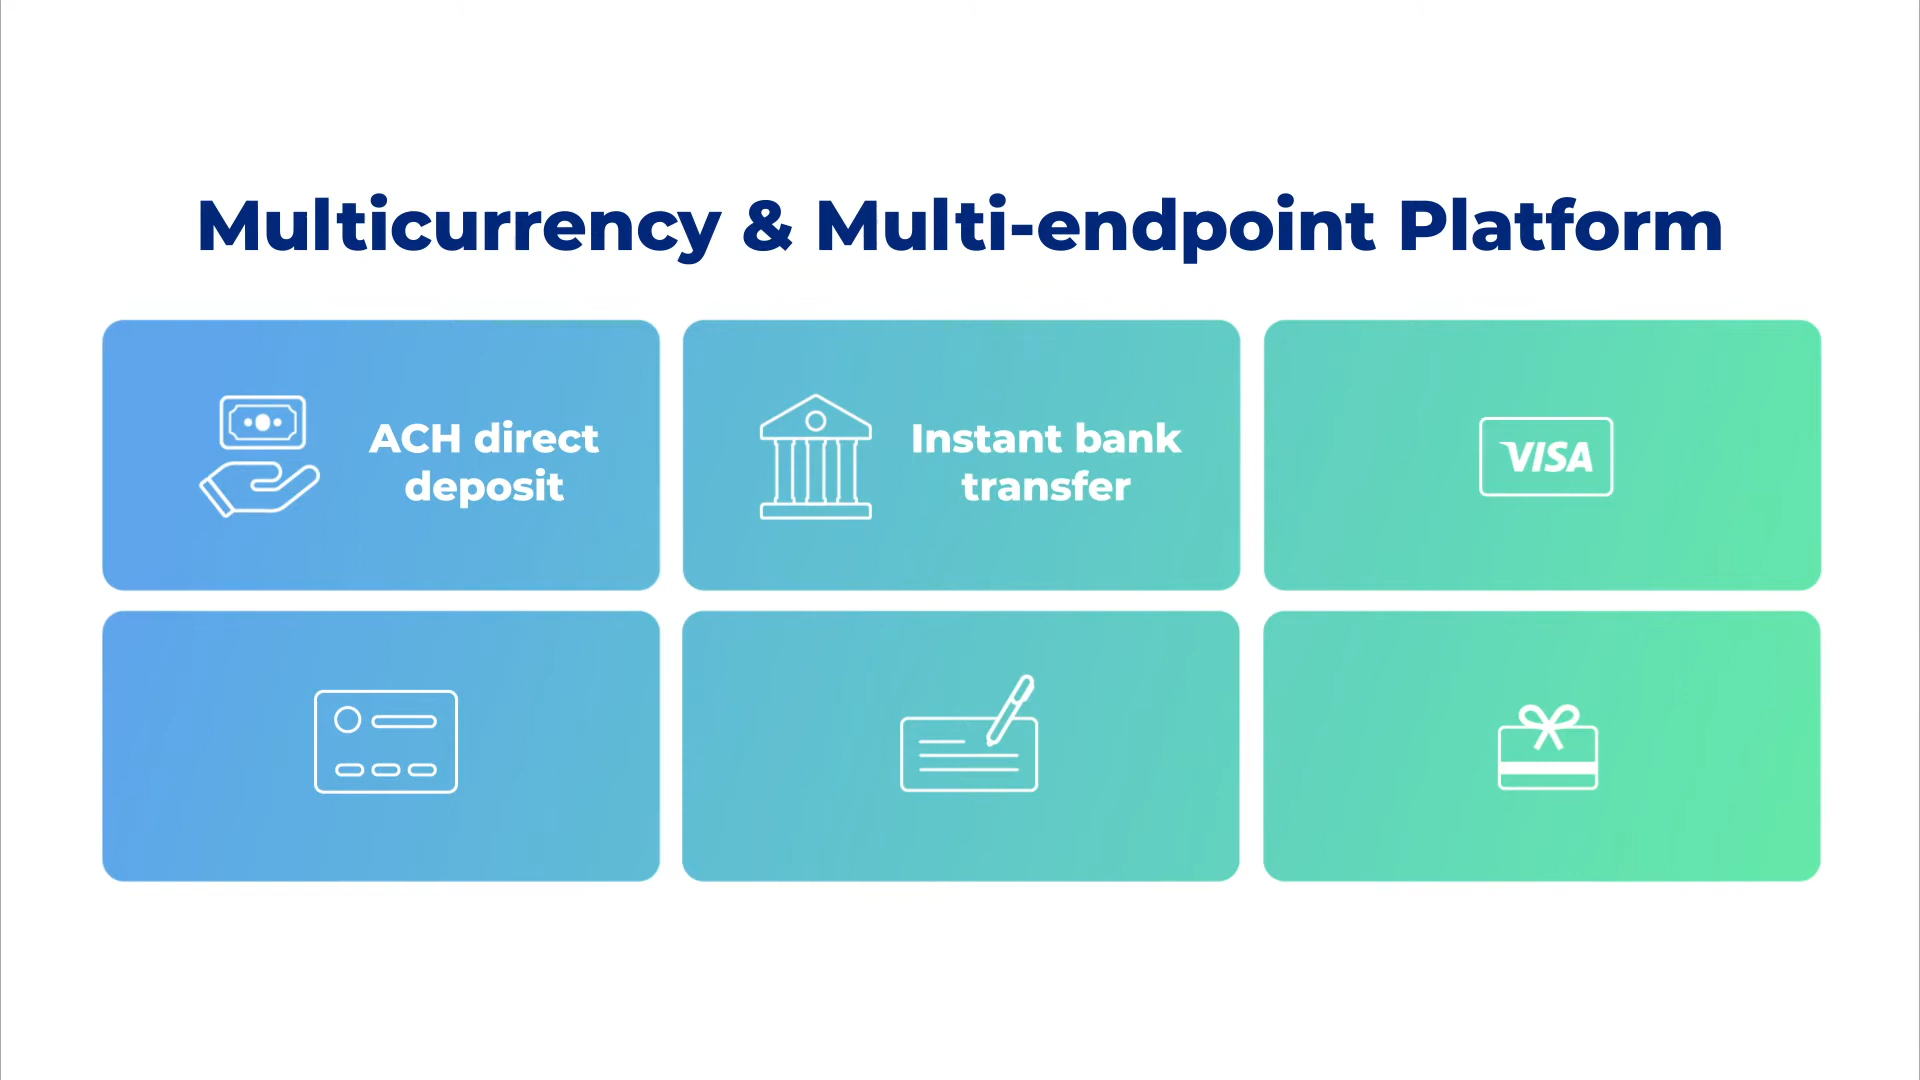 Multicurrency & Multi-endpoint Platform
ACH direct
deposit
Instant bank
transfer
VISA